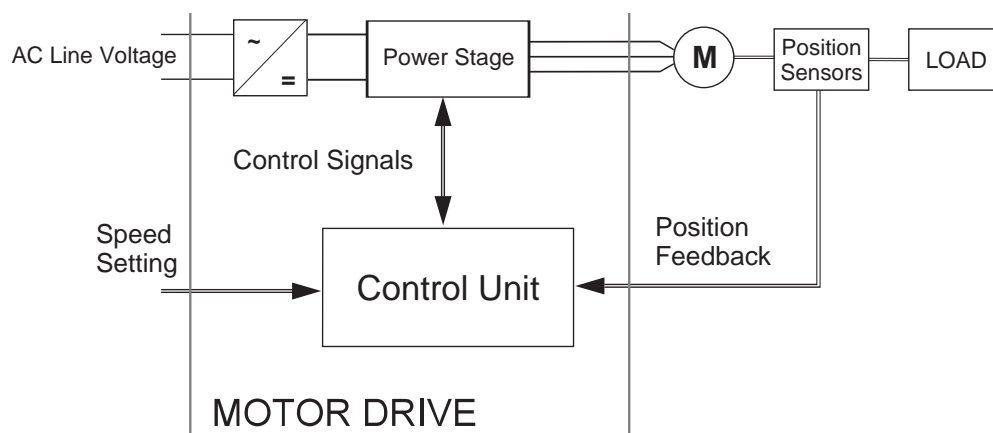 AC Line Voltage
~
=
Power Stage
M
Position
Sensors
LOAD
Control Signals
Speed
Setting
Position
Feedback
Control Unit
MOTOR DRIVE